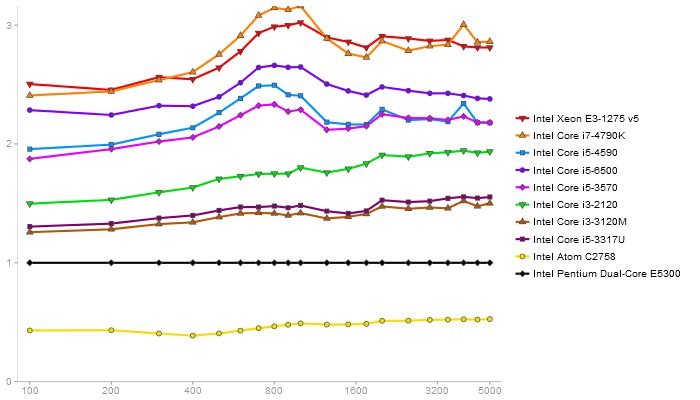 3
2
1
0
100
200
400
800
1600
3200
5000
Intel Xeon E3-1275 v5
Intel Core i7-4790K
Intel Core i5-4590
Intel Core i5-6500
Intel Core i5-3570
Intel Core i3-2120
Intel Core i3-3120M
Intel Core i5-3317U
Intel Atom C2758
Intel Pentium Dual-Core E5300